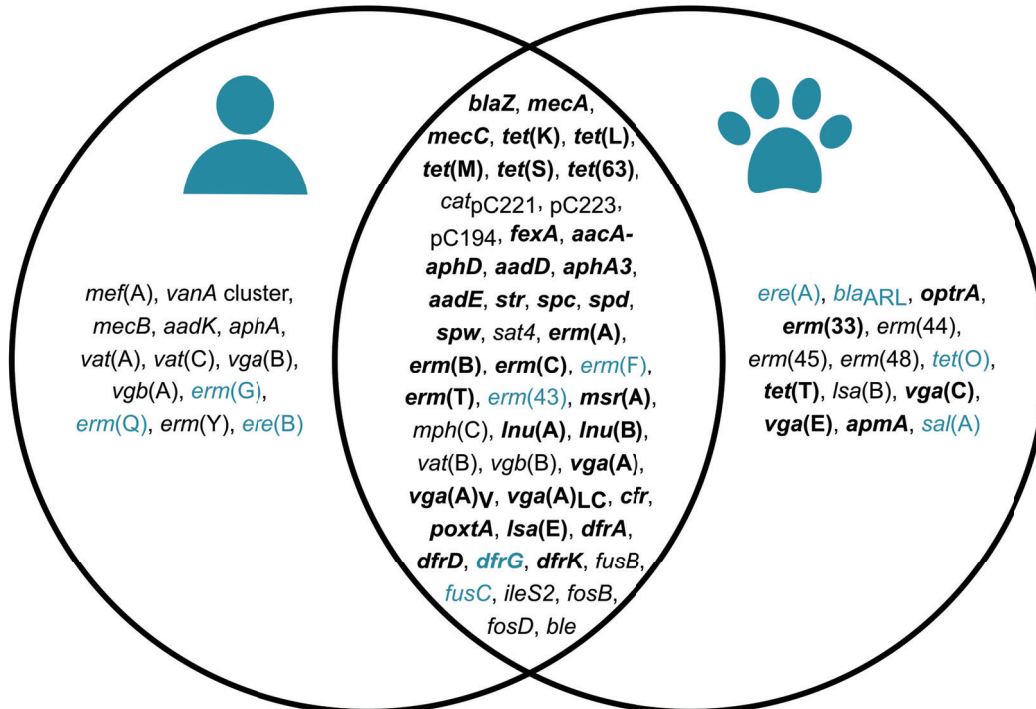 mef(A), vanA cluster,
mecB, aadK, aphA,
vat(A), vat(C), vga(B),
vgb(A), erm(G),
erm(Q), erm(Y), ere(B)
blaZ, mecA,
mecC, tet(K), tet(L),
tet(M), tet(S), tet(63),
catpC221, pC223,
pC194, fexA, aacA-
aphD, aadD, aphA3,
aadE, str, spc, spd,
spw, sat4, erm(A),
erm(B), erm(C), erm(F),
erm(T), erm(43), msr(A),
mph(C), lnu(A), lnu(B),
vat(B), vgb(B), vga(A),
vga(A)V, vga(A)LC, cfr,
poxtA, lsa(E), dfrA,
dfrD, dfrG, dfrK, fusB,
fusC, ileS2, fosB,
fosD, ble
ere(A), blaARL, optrA,
erm(33), erm(44),
erm(45), erm(48), tet(O),
tet(T), lsa(B), vga(C),
vga(E), apmA, sal(A)